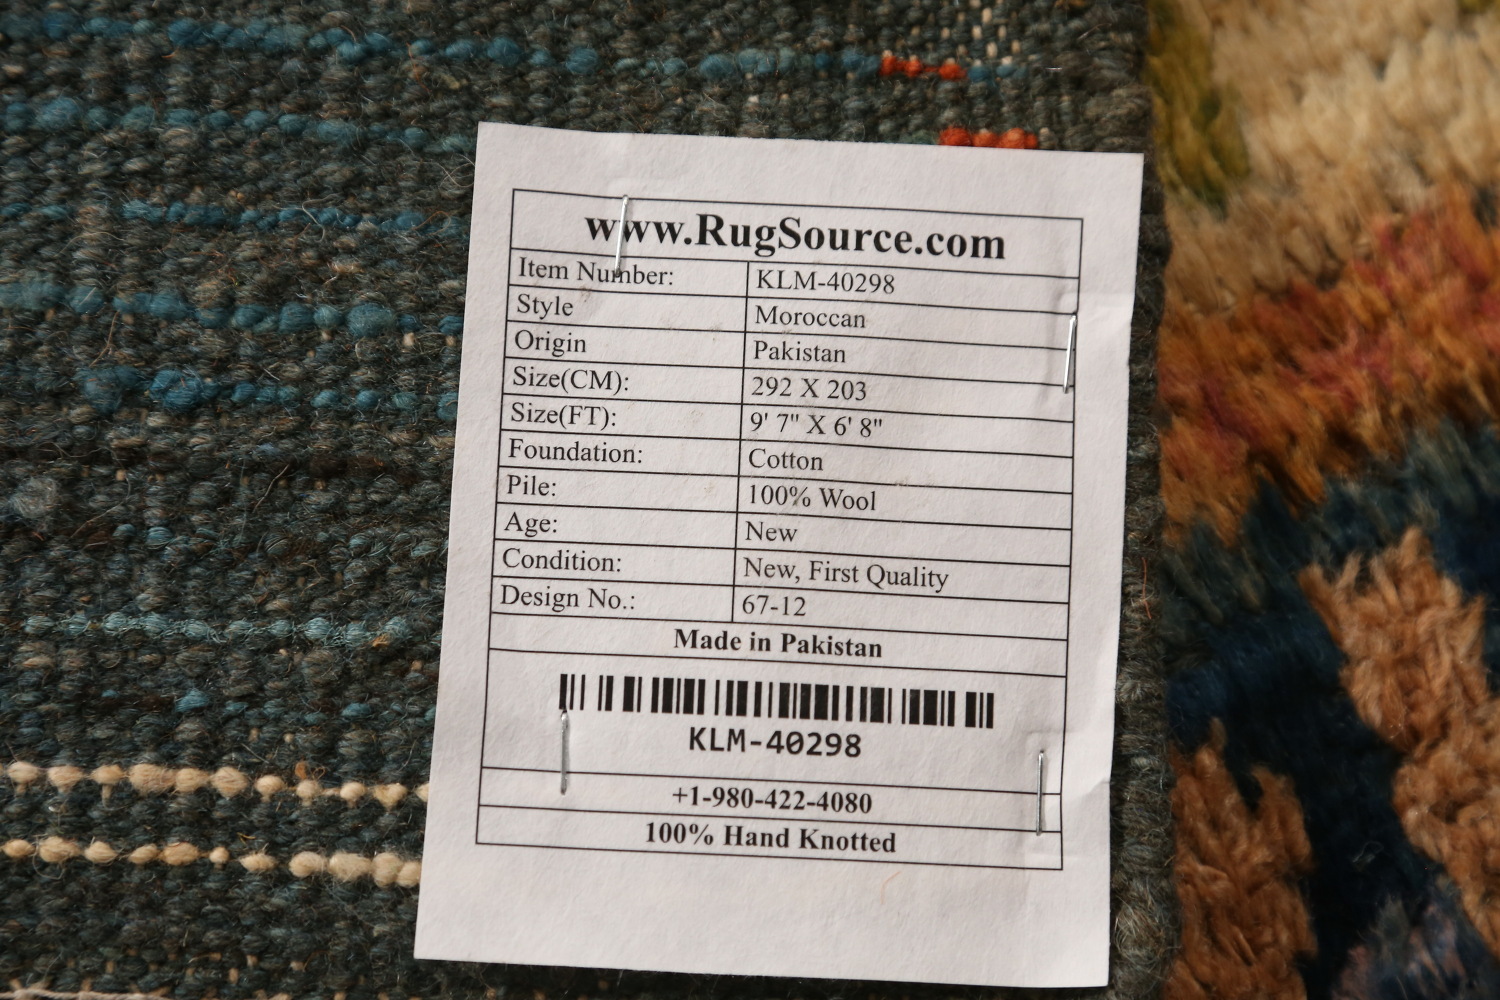 www.RugSource.com
Item Number: KLM-40298
Style Moroccan
Origin Pakistan
Size(CM): 292 X 203
Size(FT): 9' 7" X 6' 8"
Foundation: Cotton
Pile: 100% Wool
Age: New
Condition: New, First Quality
Design No.: 67-12
Made in Pakistan
KLM-40298
+1-980-422-4080
100% Hand Knotted